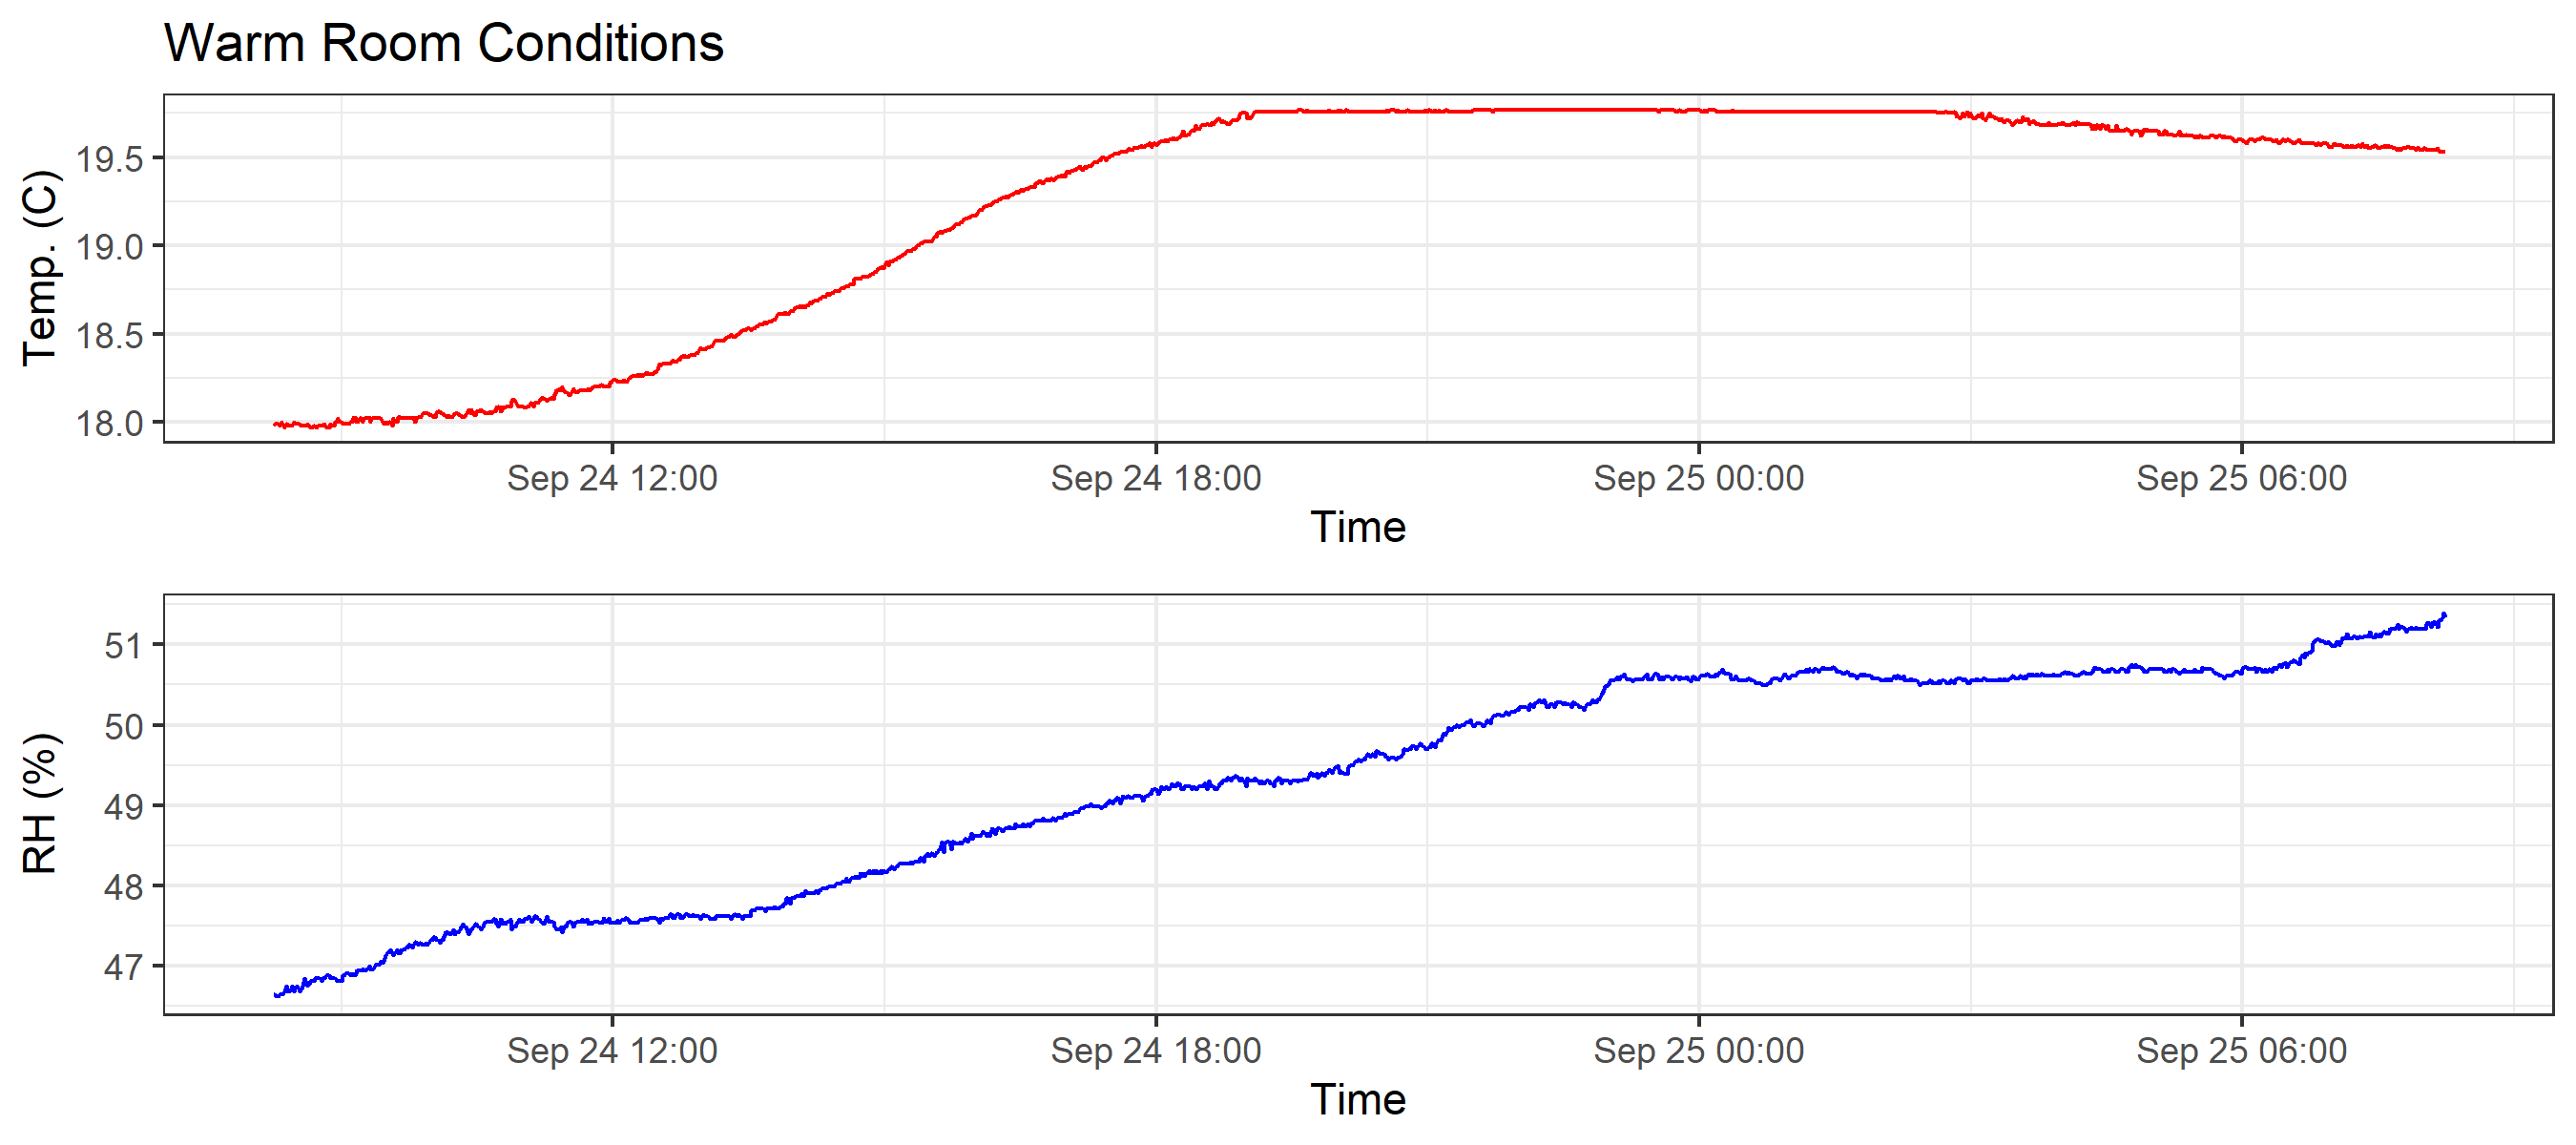 Warm Room Conditions
Temp. (C)
19.5
19.0
18.5
18.0
Sep 24 12:00 Sep 24 18:00 Sep 25 00:00 Sep 25 06:00
Time
RH (%)
51
50
49
48
47
Sep 24 12:00 Sep 24 18:00 Sep 25 00:00 Sep 25 06:00
Time